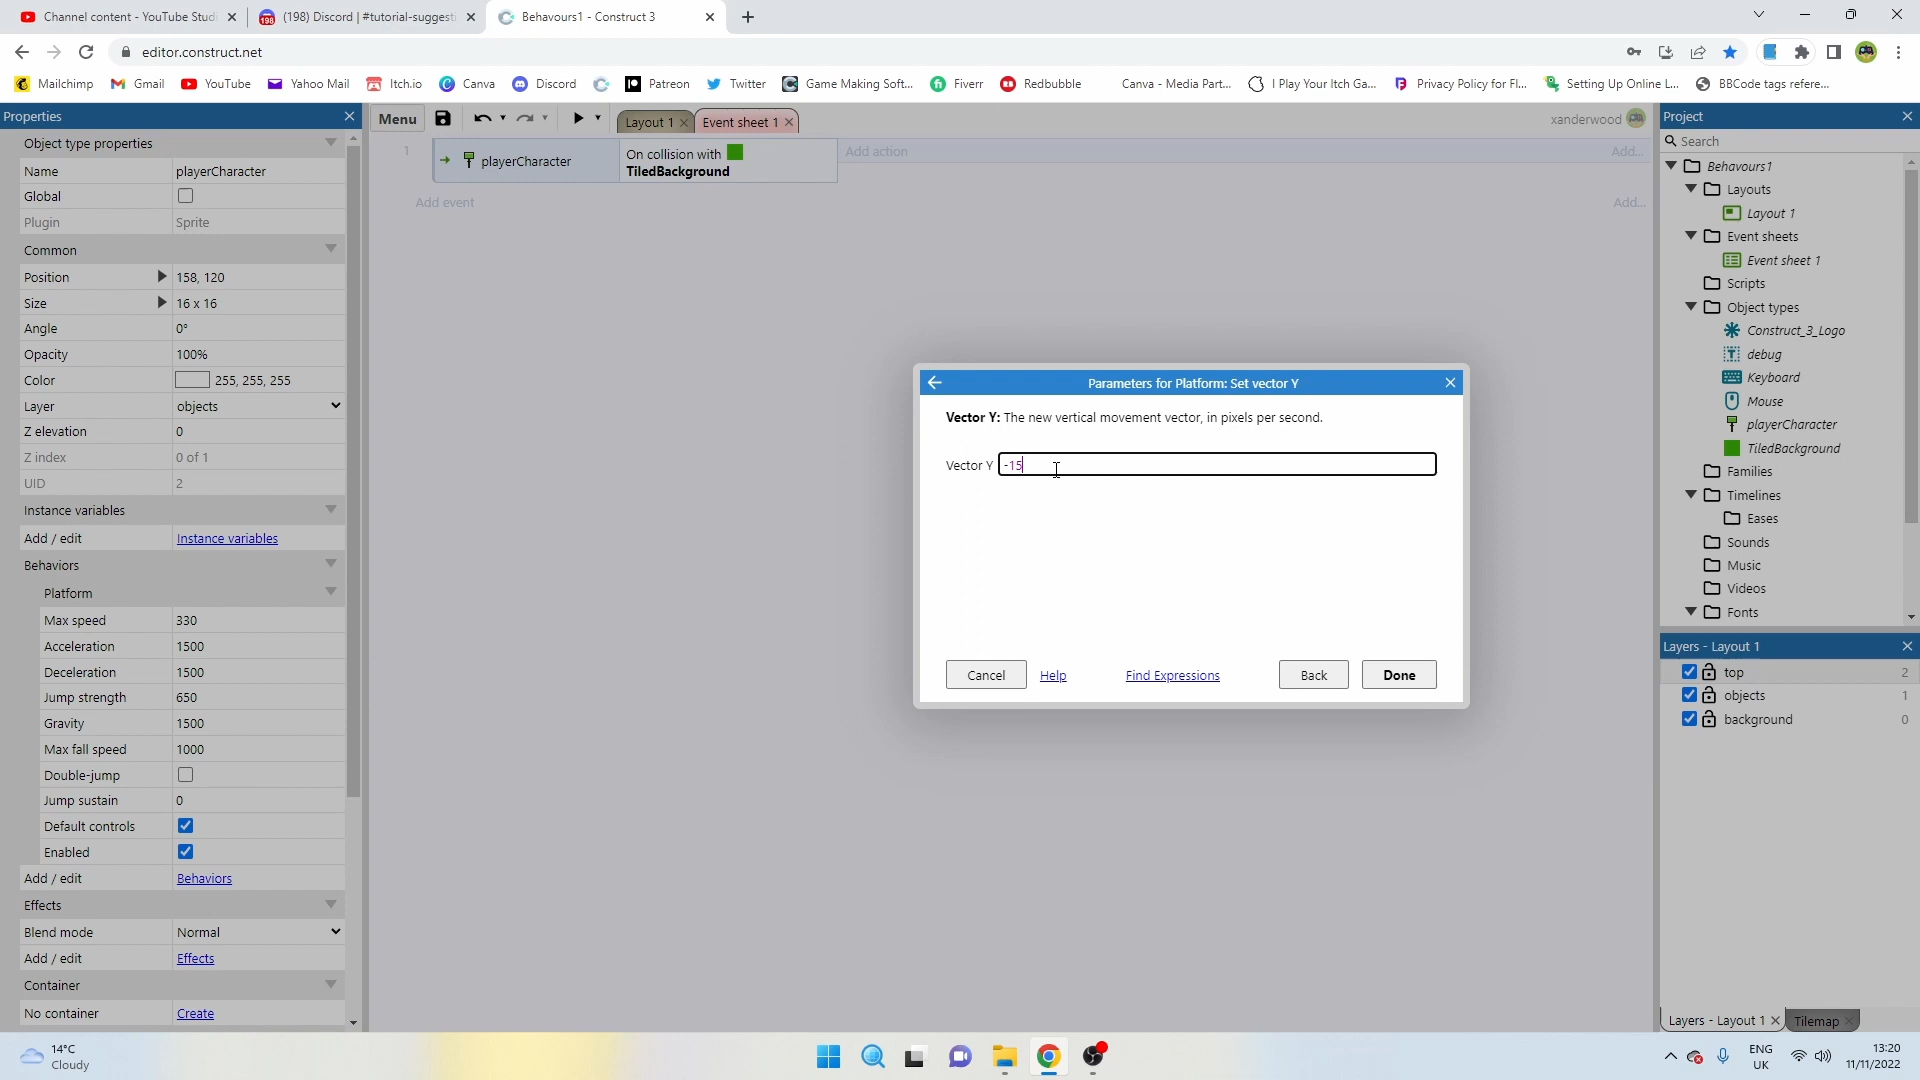 Channel content - YouTube Studi
(198) Discord | #tutorial-suggesti
Behavours1 - Construct 3
editor.construct.net
Mailchimp
Gmail
YouTube
Yahoo Mail
Itch.io
Canva
Discord
Patreon
Twitter
Game Making Soft...
Fiverr
Redbubble
Canva - Media Part...
I Play Your Itch Ga...
Privacy Policy for Fl...
Setting Up Online L...
BBCode tags refere...
Properties
Menu
Layout 1
Event sheet 1
xanderwood
Project
Object type properties
Name playerCharacter
Global
Plugin Sprite
Common
Position 158, 120
Size 16 x 16
Angle 0°
Opacity 100%
Color 255, 255, 255
Layer objects
Z elevation 0
Z index 0 of 1
UID 2
Instance variables
Add / edit Instance variables
Behaviors
Platform
Max speed 330
Acceleration 1500
Deceleration 1500
Jump strength 650
Gravity 1500
Max fall speed 1000
Double-jump
Jump sustain 0
Default controls
Enabled
Add / edit Behaviors
Effects
Blend mode Normal
Add / edit Effects
Container
No container Create
1
playerCharacter
On collision with
TiledBackground
Add action
Add...
Add event
Add...
Parameters for Platform: Set vector Y
Vector Y: The new vertical movement vector, in pixels per second.
Vector Y -15
Cancel
Help
Find Expressions
Back
Done
Search
Behavours1
Layouts
Layout 1
Event sheets
Event sheet 1
Scripts
Object types
Construct_3_Logo
debug
Keyboard
Mouse
playerCharacter
TiledBackground
Families
Timelines
Eases
Sounds
Music
Videos
Fonts
Layers - Layout 1
top 2
objects 1
background 0
Layers - Layout 1
Tilemap
14°C
Cloudy
ENG
UK
13:20
11/11/2022